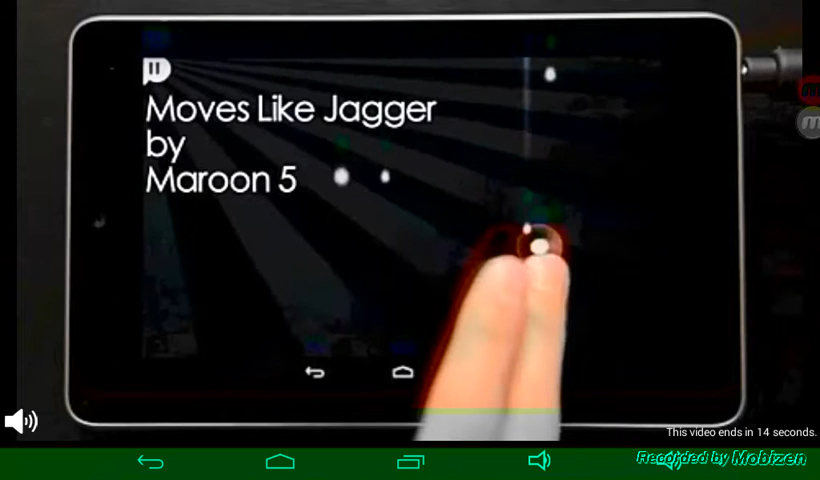 Moves Like Jagger
by
Maroon 5
This video ends in 14 seconds.
Recorded by Mobizen